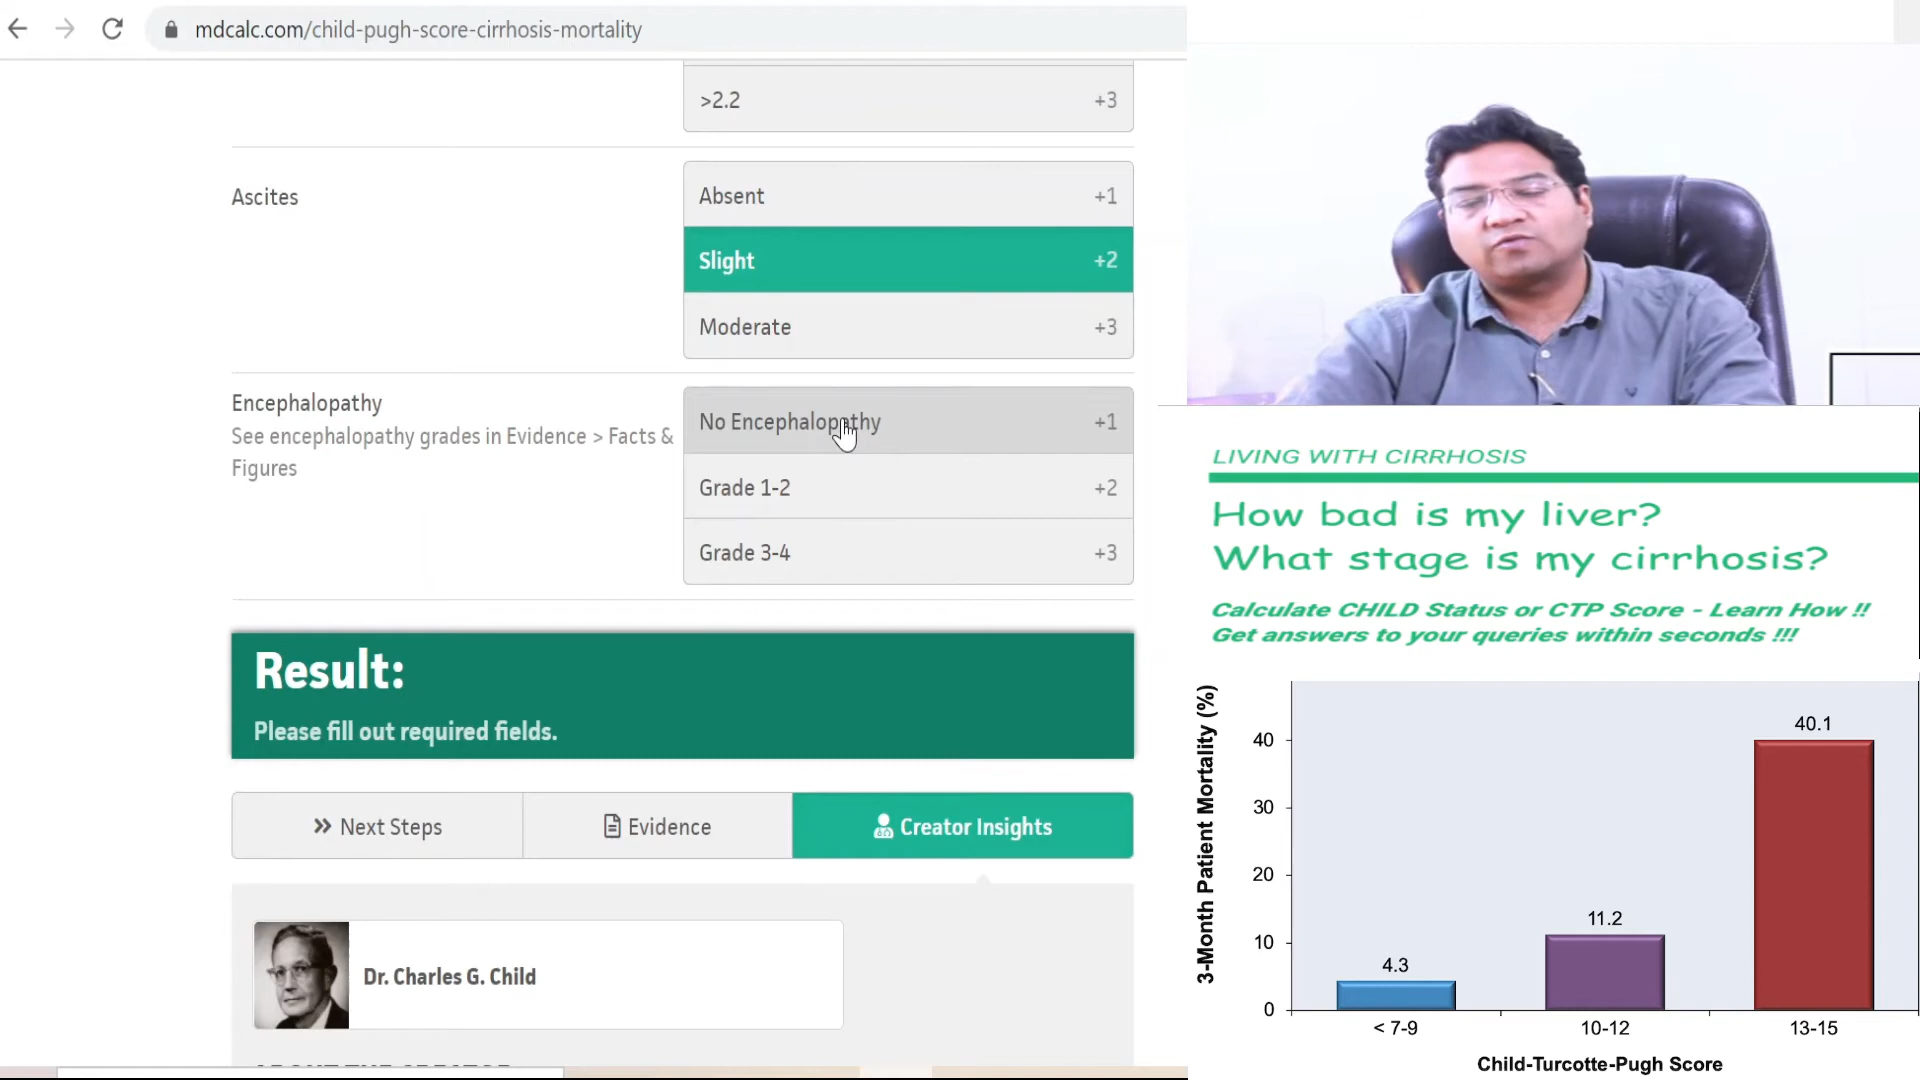 mdcalc.com/child-pugh-score-cirrhosis-mortality
>2.2 +3
Ascites
Absent +1
Slight +2
Moderate +3
Encephalopathy
See encephalopathy grades in Evidence > Facts &
Figures
No Encephalopathy +1
Grade 1-2 +2
Grade 3-4 +3
Result:
Please fill out required fields.
Next Steps
Evidence
Creator Insights
Dr. Charles G. Child
LIVING WITH CIRRHOSIS
How bad is my liver?
What stage is my cirrhosis?
Calculate CHILD Status or CTP Score - Learn How !!
Get answers to your queries within seconds !!!
3-Month Patient Mortality (%)
40
30
20
10
0
4.3
11.2
40.1
< 7-9
10-12
13-15
Child-Turcotte-Pugh Score